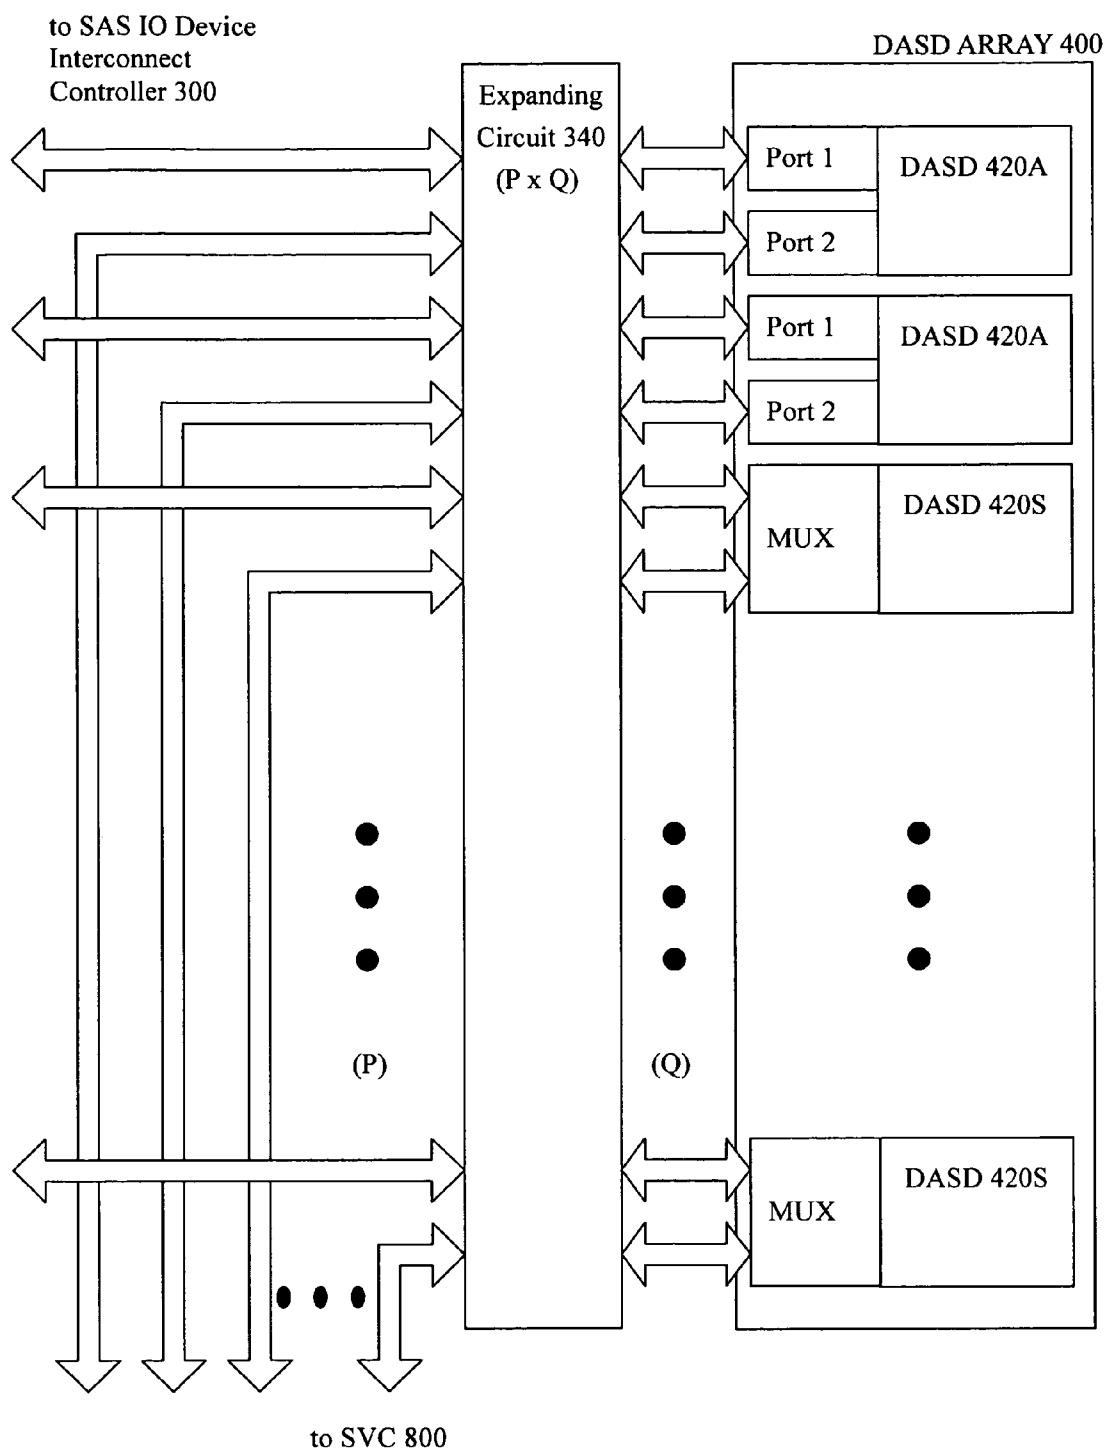 to SAS IO Device
Interconnect
Controller 300
DASD ARRAY 400
Expanding
Circuit 340
(P x Q)
Port 1
DASD 420A
Port 2
Port 1
DASD 420A
Port 2
MUX
DASD 420S
(P)
(Q)
MUX
DASD 420S
to SVC 800